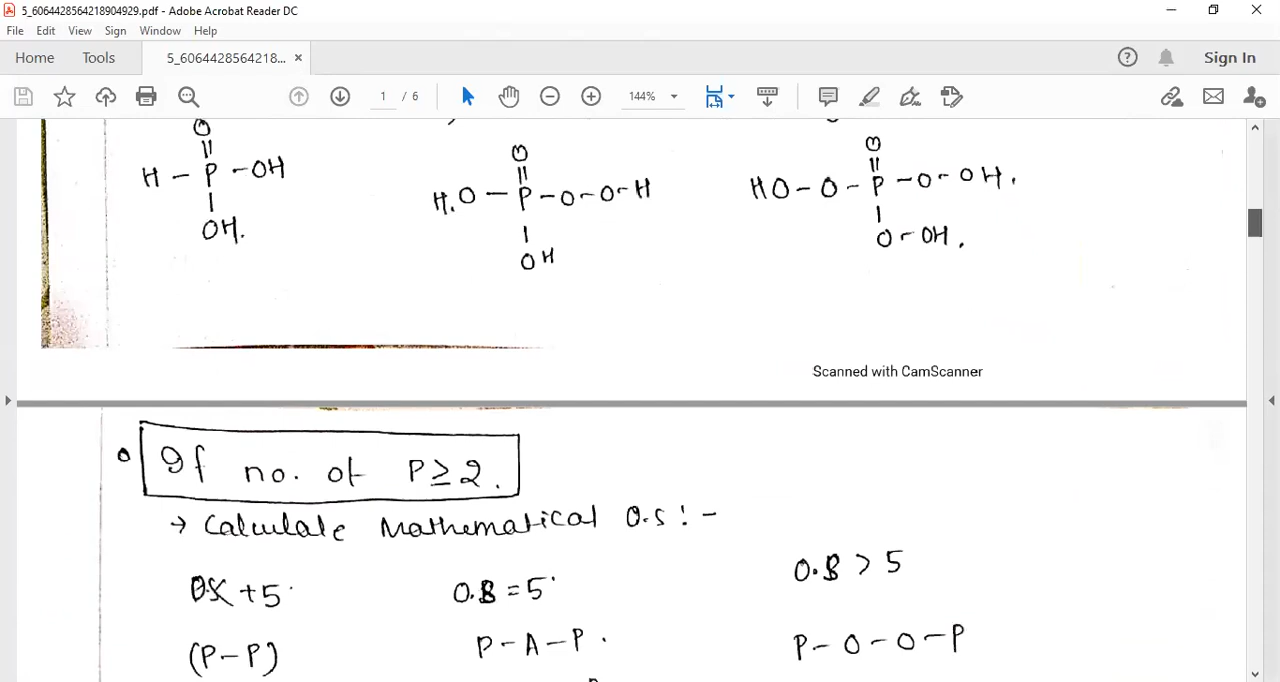 5_6064428564218904929.pdf - Adobe Acrobat Reader DC
File Edit View Sign Window Help
Home Tools 5_6064428564218... × Sign In
1 / 6 144%
O O O
|| || ||
H - P - OH H.O - P - O - O - H HO - O - P - O - OH.
| | |
OH. OH O - OH.
Scanned with CamScanner
If no. of P ≥ 2.
→ Calculate Mathematical O.S : -
+ 5 = 5 > 5
(P - P) P - A - P . P - O - O - P